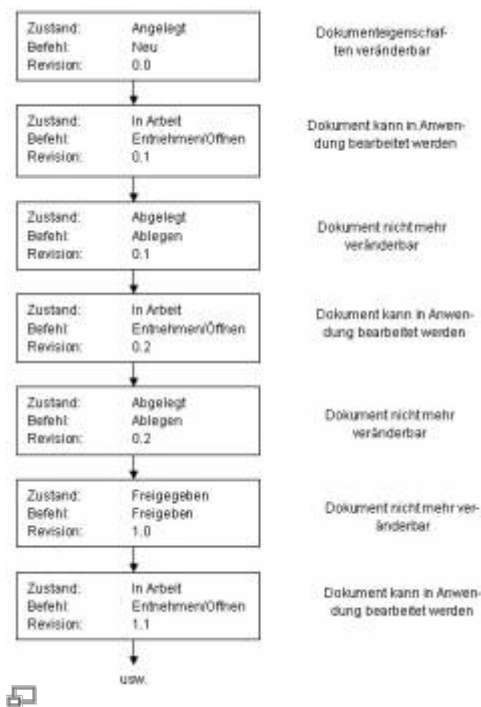 Zustand: Angelegt
Befehl: Neu
Revision: 0.0
Dokumenteigenschaf-
ten veränderbar
Zustand: In Arbeit
Befehl: Entnehmen/Öffnen
Revision: 0.1
Dokument kann in Anwen-
dung bearbeitet werden
Zustand: Abgelegt
Befehl: Ablegen
Revision: 0.1
Dokument nicht mehr
veränderbar
Zustand: In Arbeit
Befehl: Entnehmen/Öffnen
Revision: 0.2
Dokument kann in Anwen-
dung bearbeitet werden
Zustand: Abgelegt
Befehl: Ablegen
Revision: 0.2
Dokument nicht mehr
veränderbar
Zustand: Freigegeben
Befehl: Freigeben
Revision: 1.0
Dokument nicht mehr ver-
änderbar
Zustand: In Arbeit
Befehl: Entnehmen/Öffnen
Revision: 1.1
Dokument kann in Anwen-
dung bearbeitet werden
usw.